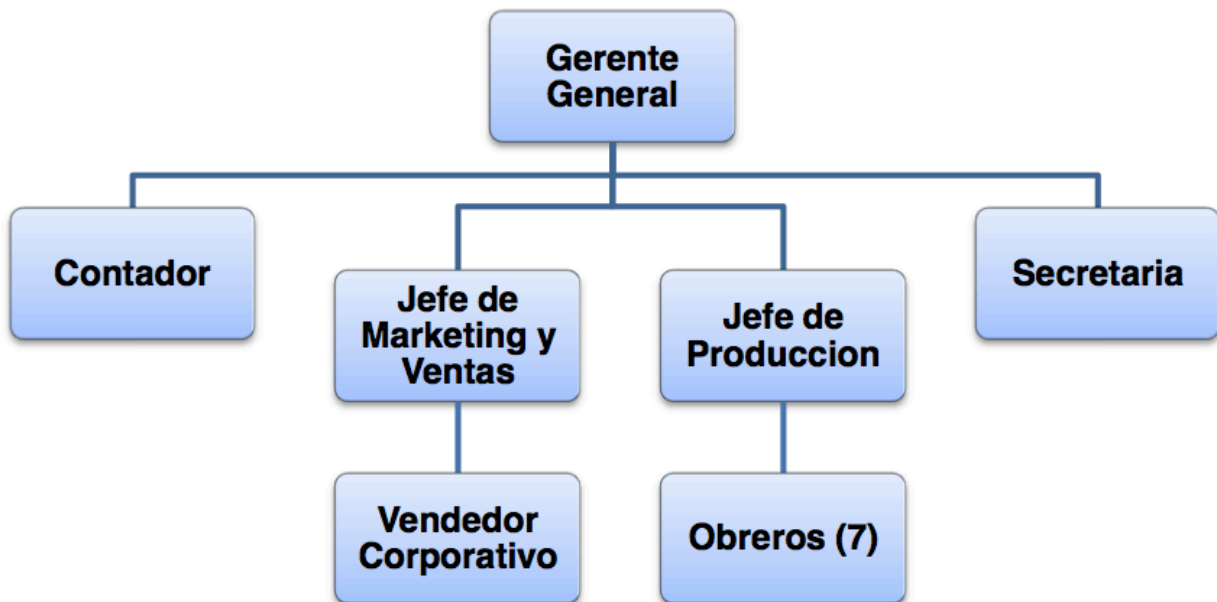 Gerente
General
Contador
Secretaria
Jefe de
Marketing y
Ventas
Jefe de
Produccion
Vendedor
Corporativo
Obreros (7)